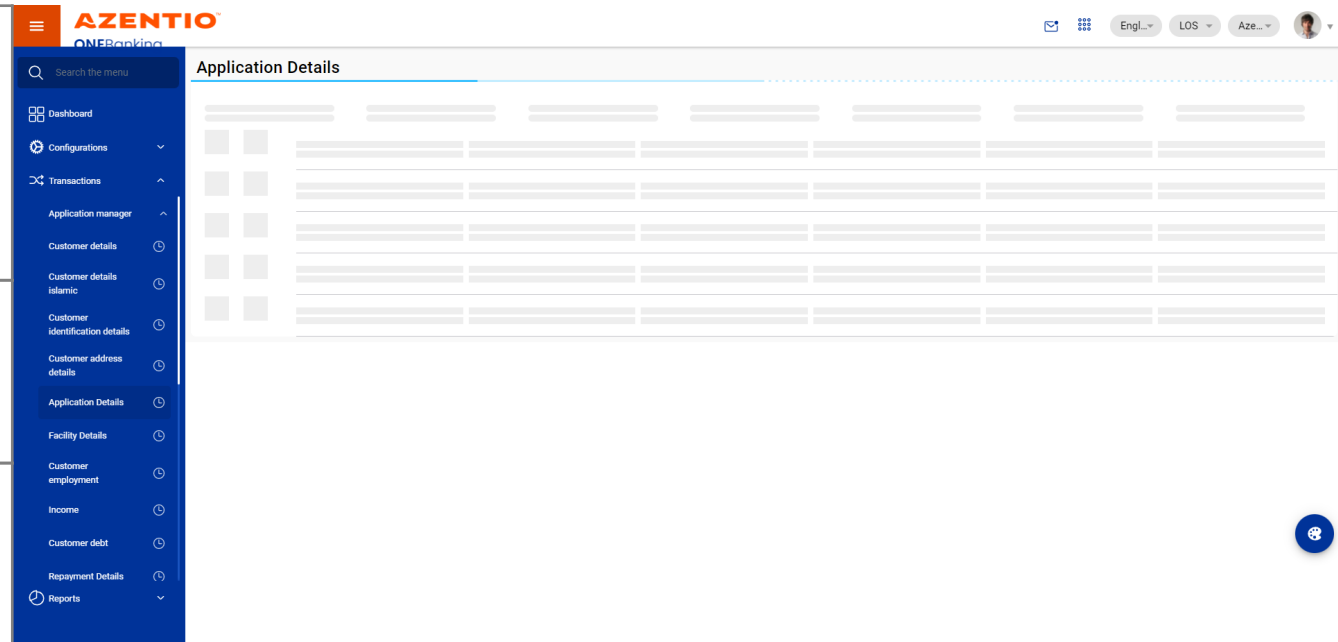 AZENTIO
ONEBanking
Engl...
LOS
Aze...
Search the menu
Application Details
Dashboard
Configurations
Transactions
Application manager
Customer details
Customer details
islamic
Customer
identification details
Customer address
details
Application Details
Facility Details
Customer
employment
Income
Customer debt
Repayment Details
Reports